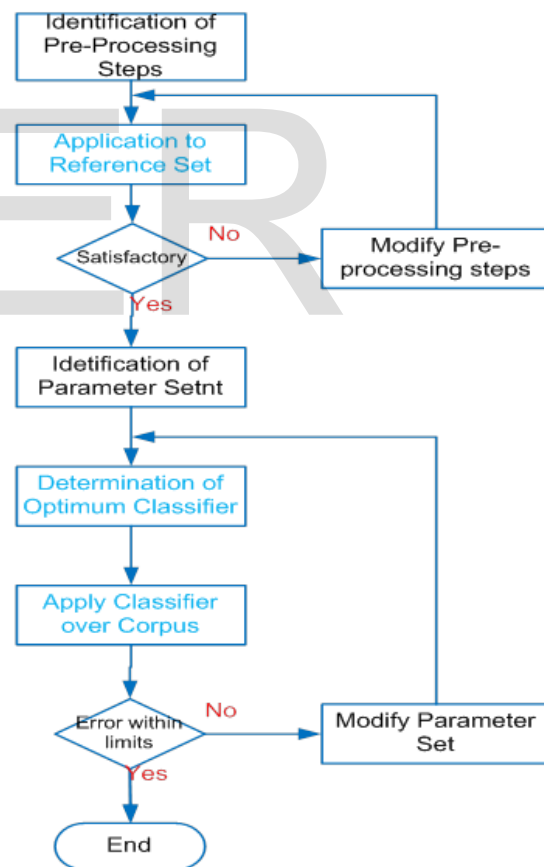 Identification of
Pre-Processing
Steps
Application to
Reference Set
No
Satisfactory
Modify Pre-
processing steps
Yes
Idetification of
Parameter Setnt
Determination of
Optimum Classifier
Apply Classifier
over Corpus
No
Error within
limits
Modify Parameter
Set
Yes
End
ER